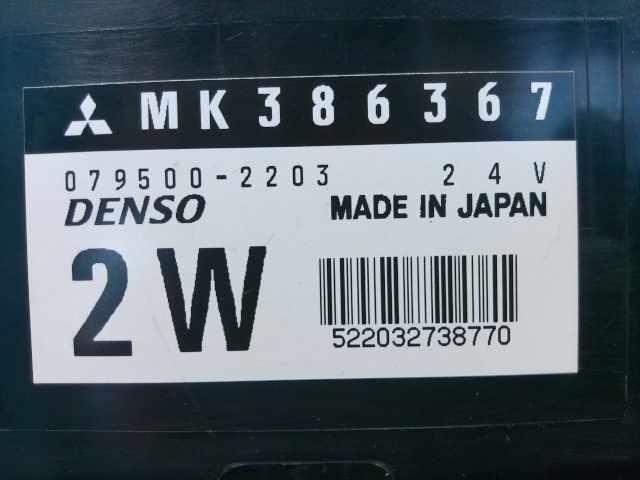 MK386367
079500-2203 24V
DENSO MADE IN JAPAN
2W
522032738770